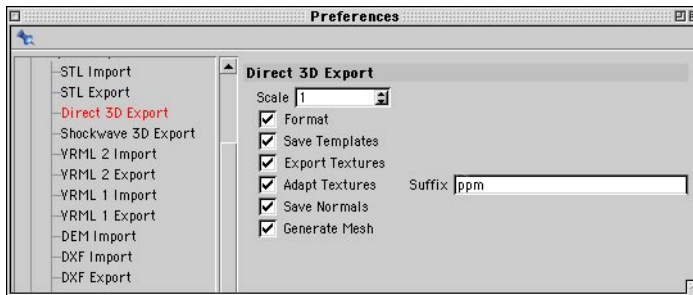 Preferences
STL Import
STL Export
Direct 3D Export
Shockwave 3D Export
VRML 2 Import
VRML 2 Export
VRML 1 Import
VRML 1 Export
DEM Import
DXF Import
DXF Export
Direct 3D Export
Scale 1
Format
Save Templates
Export Textures
Adapt Textures Suffix ppm
Save Normals
Generate Mesh